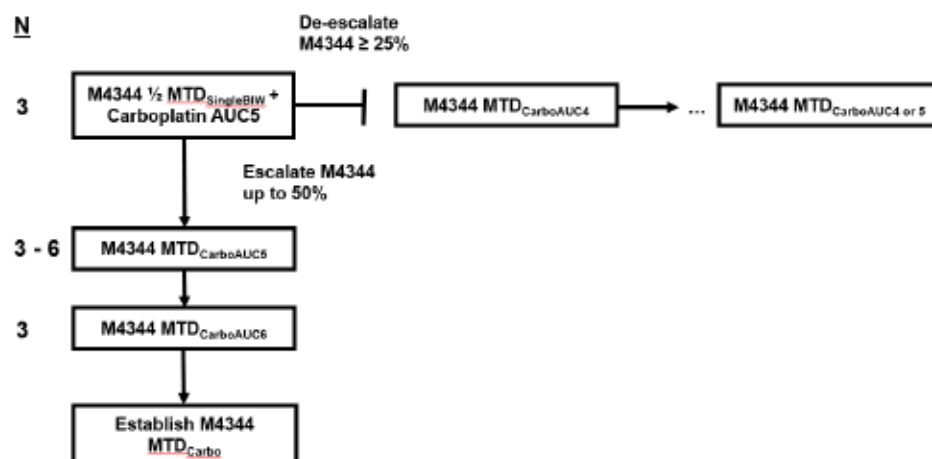 N
De-escalate
M4344 ≥ 25%
3
M4344 ½ MTDSingleBIW +
Carboplatin AUC5
M4344 MTDCarboAUC4
...
M4344 MTDCarboAUC4 or 5
Escalate M4344
up to 50%
3 - 6
M4344 MTDCarboAUC5
3
M4344 MTDCarboAUC6
Establish M4344
MTDCarbo